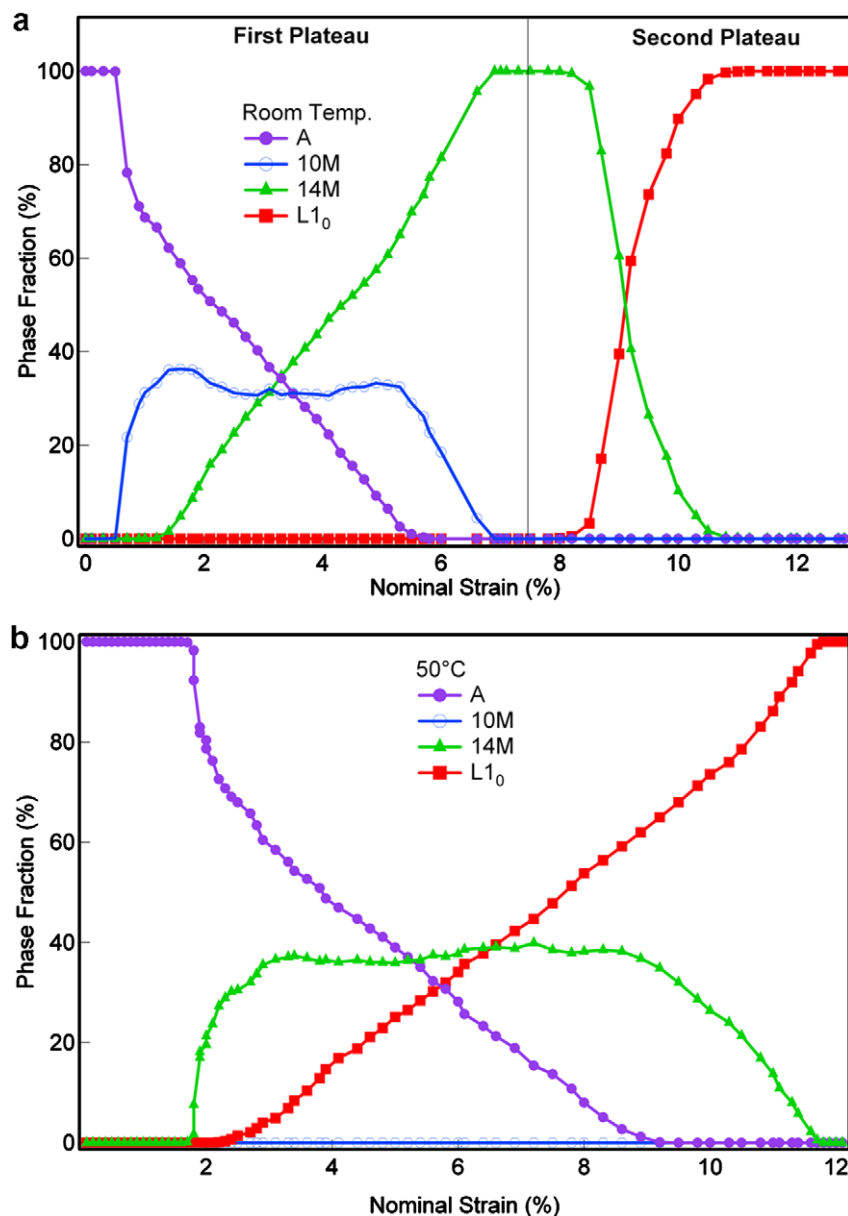 a
First Plateau
Second Plateau
Room Temp.
A
10M
14M
L1₀
Phase Fraction (%)
100
80
60
40
20
0
0 2 4 6 8 10 12
Nominal Strain (%)
b
50°C
A
10M
14M
L1₀
Phase Fraction (%)
100
80
60
40
20
0
2 4 6 8 10 12
Nominal Strain (%)